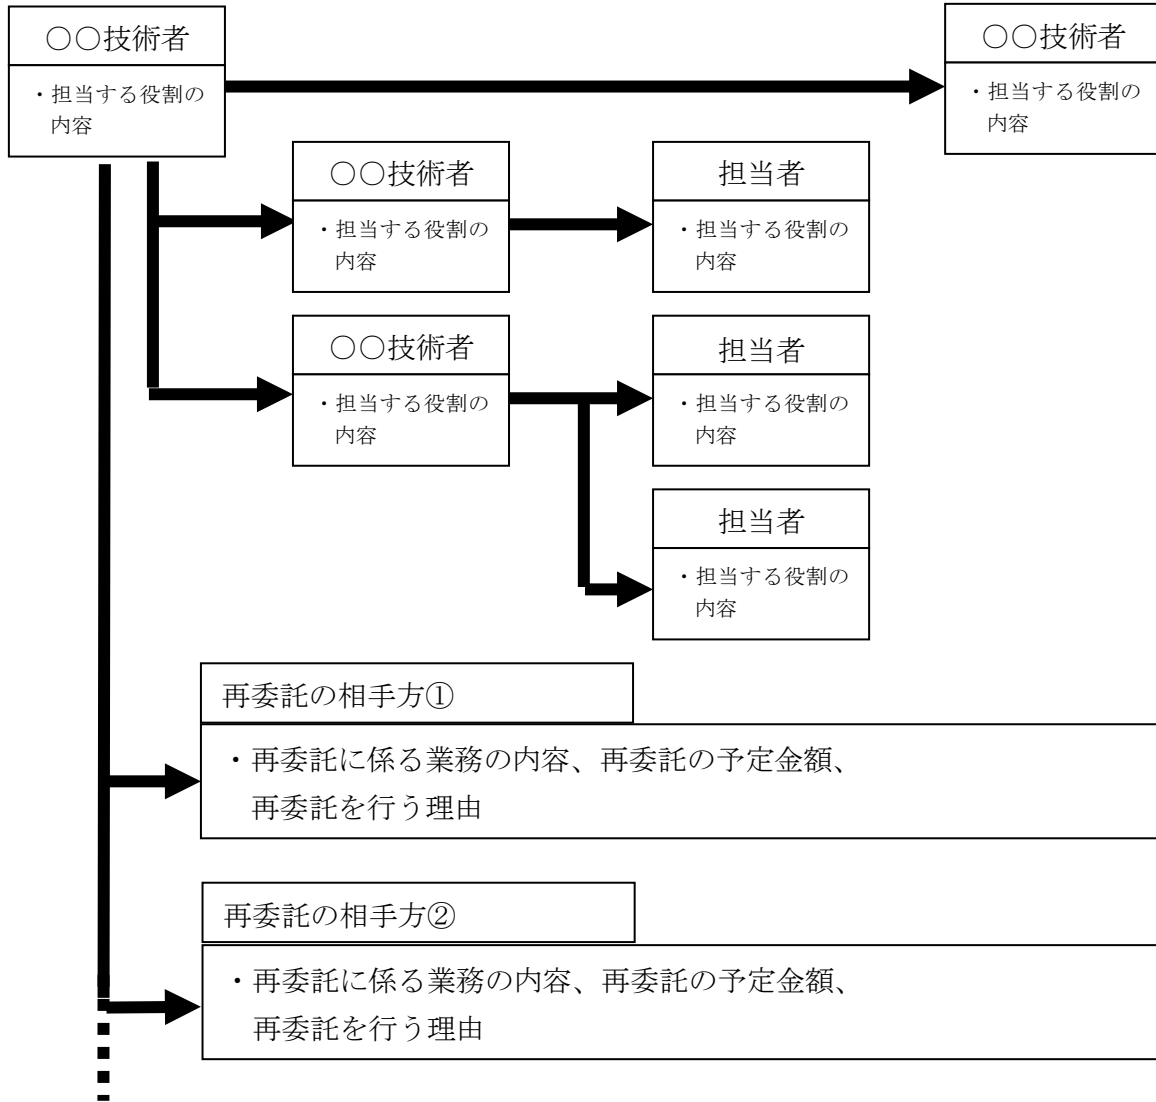 〇〇技術者
・担当する役割の
内容
〇〇技術者
・担当する役割の
内容
〇〇技術者
・担当する役割の
内容
担当者
・担当する役割の
内容
〇〇技術者
・担当する役割の
内容
担当者
・担当する役割の
内容
担当者
・担当する役割の
内容
再委託の相手方①
・再委託に係る業務の内容、再委託の予定金額、
再委託を行う理由
再委託の相手方②
・再委託に係る業務の内容、再委託の予定金額、
再委託を行う理由